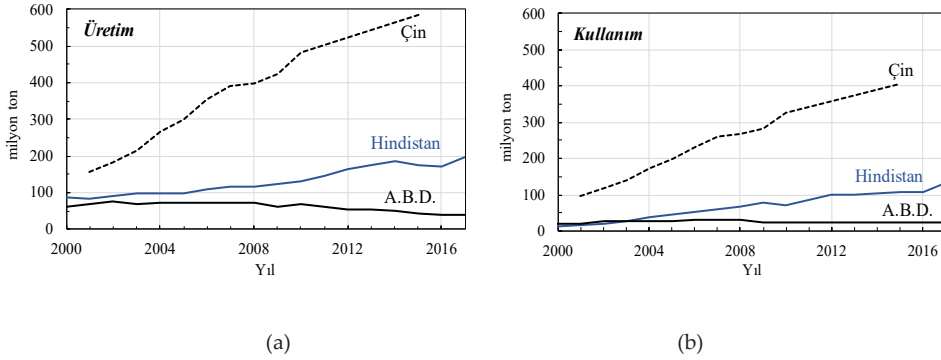 Üretim
Çin
Hindistan
A.B.D.
milyon ton
600
500
400
300
200
100
0
2000 2004 2008 2012 2016
Yıl
(a)
Kullanım
Çin
Hindistan
A.B.D.
milyon ton
600
500
400
300
200
100
0
2000 2004 2008 2012 2016
Yıl
(b)